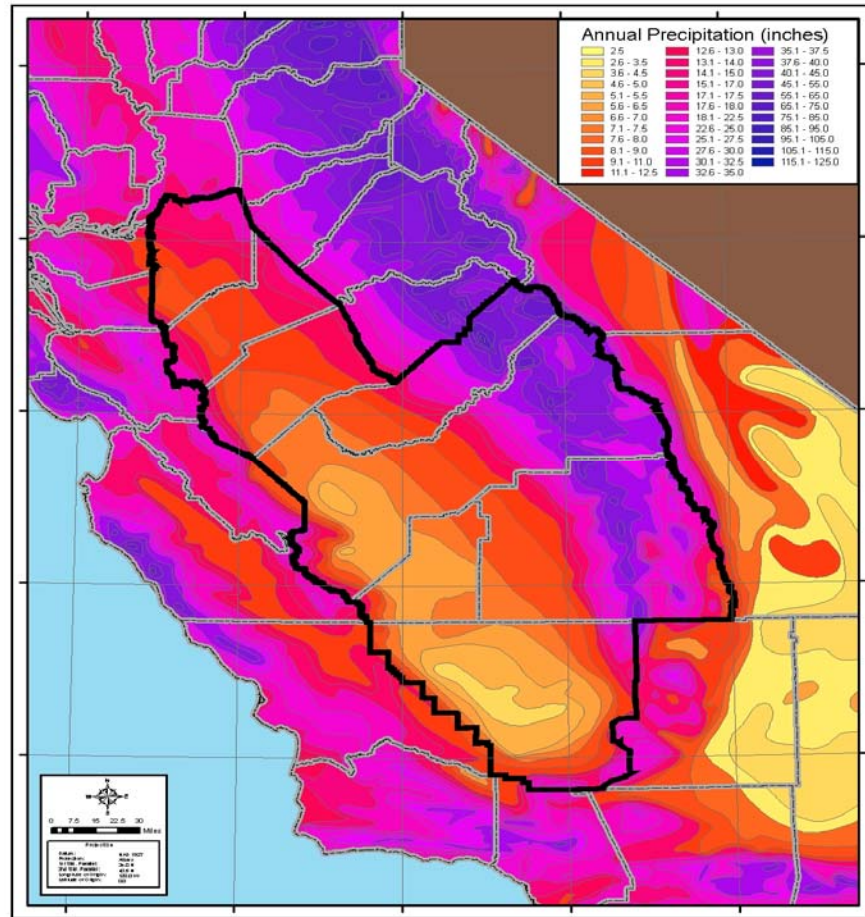 Annual Precipitation (inches)
2.5
2.6 - 3.5
3.6 - 4.5
4.6 - 5.0
5.1 - 5.5
5.6 - 6.5
6.6 - 7.0
7.1 - 7.5
7.6 - 8.0
8.1 - 9.0
9.1 - 11.0
11.1 - 12.5
12.6 - 13.0
13.1 - 14.0
14.1 - 15.0
15.1 - 17.0
17.1 - 17.5
17.6 - 18.0
18.1 - 22.5
22.6 - 25.0
25.1 - 27.5
27.6 - 30.0
30.1 - 32.5
32.6 - 35.0
35.1 - 37.5
37.6 - 40.0
40.1 - 45.0
45.1 - 55.0
55.1 - 65.0
65.1 - 75.0
75.1 - 85.0
85.1 - 95.0
95.1 - 105.0
105.1 - 115.0
115.1 - 125.0
0 7.5 15 22.5 30
Miles
Projection